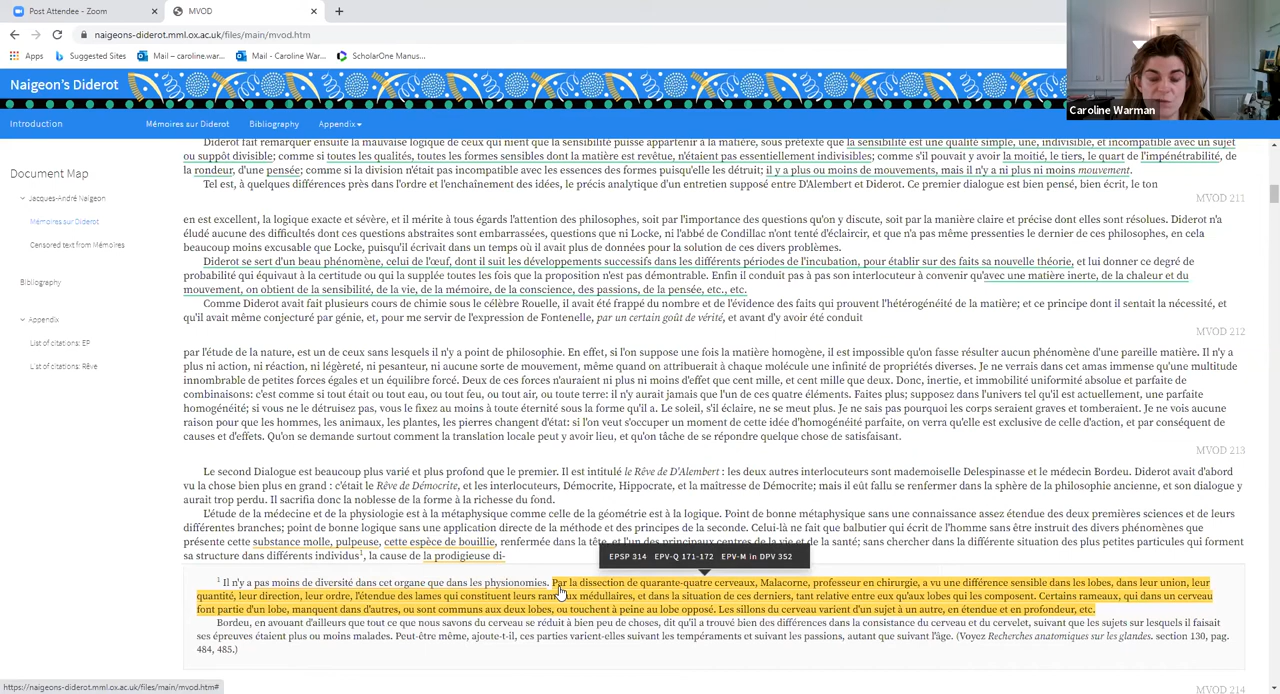 Post Attendee - Zoom
MVOD
naigeons-diderot.mml.ox.ac.uk/files/main/mvod.htm
Apps
Suggested Sites
Mail – caroline.war...
Mail - Caroline War...
ScholarOne Manus...
Caroline Warman
Naigeon's Diderot
Introduction
Mémoires sur Diderot
Bibliography
Appendix
Document Map
Jacques-André Naigeon
Mémoires sur Diderot
Censored text from Mémoires
Bibliography
Appendix
List of citations: EP
List of citations: Rêve
Diderot fait remarquer ensuite la mauvaise logique de ceux qui nient que la sensibilité puisse appartenir à la matière, sous prétexte que la sensibilité est une qualité simple, une, indivisible, et incompatible avec un sujet
ou suppôt divisible; comme si toutes les qualités, toutes les formes sensibles dont la matière est revêtue, n'étaient pas essentiellement indivisibles; comme s'il pouvait y avoir la moitié, le tiers, le quart de l'impénétrabilité, de
la rondeur, d'une pensée; comme si la division n'était pas incompatible avec les essences des formes puisqu'elle les détruit; il y a plus ou moins de mouvements, mais il n'y a ni plus ni moins mouvement.
Tel est, à quelques différences près dans l'ordre et l'enchaînement des idées, le précis analytique d'un entretien supposé entre D'Alembert et Diderot. Ce premier dialogue est bien pensé, bien écrit, le ton
MVOD 211
en est excellent, la logique exacte et sévère, et il mérite à tous égards l'attention des philosophes, soit par l'importance des questions qu'on y discute, soit par la manière claire et précise dont elles sont résolues. Diderot n'a
éludé aucune des difficultés dont ces questions abstraites sont embarrassées, questions que ni Locke, ni l'abbé de Condillac n'ont tenté d'éclaircir, et que n'a pas même pressenties le dernier de ces philosophes, en cela
beaucoup moins excusable que Locke, puisqu'il écrivait dans un temps où il avait plus de données pour la solution de ces divers problèmes.
Diderot se sert d'un beau phénomène, celui de l'œuf, dont il suit les développements successifs dans les différents périodes de l'incubation, pour établir sur des faits sa nouvelle théorie, et lui donner ce degré de
probabilité qui équivaut à la certitude ou qui la supplée toutes les fois que la proposition n'est pas démontrable. Enfin il conduit pas à pas son interlocuteur à convenir qu'avec une matière inerte, de la chaleur et du
mouvement, on obtient de la sensibilité, de la vie, de la mémoire, de la conscience, des passions, de la pensée, etc., etc.
Comme Diderot avait fait plusieurs cours de chimie sous le célèbre Rouelle, il avait été frappé du nombre et de l'évidence des faits qui prouvent l'hétérogénéité de la matière; et ce principe dont il sentait la nécessité, et
qu'il avait même conjecturé par génie, et, pour me servir de l'expression de Fontenelle, par un certain goût de vérité, et avant d'y avoir été conduit
MVOD 212
par l'étude de la nature, est un de ceux sans lesquels il n'y a point de philosophie. En effet, si l'on suppose une fois la matière homogène, il est impossible qu'on fasse résulter aucun phénomène d'une pareille matière. Il n'y a
plus ni action, ni réaction, ni légèreté, ni pesanteur, ni aucune sorte de mouvement, même quand on attribuerait à chaque molécule une infinité de propriétés diverses. Je ne verrais dans cet amas immense qu'une multitude
innombrable de petites forces égales et un équilibre forcé. Deux de ces forces n'auraient ni plus ni moins d'effet que cent mille, et cent mille que deux. Donc, inertie, et immobilité uniformité absolue et parfaite de
combinaisons: c'est comme si tout était ou tout eau, ou tout feu, ou tout air, ou toute terre: il n'y aurait jamais que l'un de ces quatre éléments. Faites plus; supposez dans l'univers tel qu'il est actuellement, une parfaite
homogénéité; si vous ne le détruisez pas, vous le fixez au moins à toute éternité sous la forme qu'il a. Le soleil, s'il éclaire, ne se meut plus. Je ne sais pas pourquoi les corps seraient graves et tomberaient. Je ne vois aucune
raison pour que les hommes, les animaux, les plantes, les pierres changent d'état: si l'on veut s'occuper un moment de cette idée d'homogénéité parfaite, on verra qu'elle est exclusive de celle d'action, et par conséquent de
causes et d'effets. Qu'on se demande surtout comment la translation locale peut y avoir lieu, et qu'on tâche de se répondre quelque chose de satisfaisant.
MVOD 213
Le second Dialogue est beaucoup plus varié et plus profond que le premier. Il est intitulé le Rêve de D'Alembert : les deux autres interlocuteurs sont mademoiselle Delespinasse et le médecin Bordeu. Diderot avait d'abord
vu la chose bien plus en grand : c'était le Rêve de Démocrite, et les interlocuteurs, Démocrite, Hippocrate, et la maîtresse de Démocrite; mais il eût fallu se renfermer dans la sphère de la philosophie ancienne, et son dialogue y
aurait trop perdu. Il sacrifia donc la noblesse de la forme à la richesse du fond.
L'étude de la médecine et de la physiologie est à la métaphysique comme celle de la géométrie est à la logique. Point de bonne métaphysique sans une connaissance assez étendue des deux premières considérées dans leurs
différentes branches; point de bonne logique sans une application directe de la méthode et des principes de la seconde. Celui-là ne fait que balbutier qui écrit de l'homme sans être instruit des divers phénomènes que
présente cette substance molle, pulpeuse, cette espèce de bouillie, renfermée dans la tête, et l'un des principaux centres de la vie et de la santé; sans chercher dans la différente situation des plus petites particules qui forment
sa structure dans différents individus1, la cause de la prodigieuse di-
EPSP 314 EPV-Q 171-172 EPV-M in DPV 352
1 Il n'y a pas moins de diversité dans cet organe que dans les physionomies. Par la dissection de quarante-quatre cerveaux, Malacorne, professeur en chirurgie, a vu une différence sensible dans les lobes, dans leur union, leur
quantité, leur direction, leur ordre, l'étendue des lames qui constituent leurs rameaux médullaires, et dans la situation de ces derniers, tant relative entre eux qu'aux lobes qui les composent. Certains rameaux, qui dans un cerveau
font partie d'un lobe, manquent dans d'autres, ou sont communs aux deux lobes, ou touchent à peine au lobe opposé. Les sillons du cerveau varient d'un sujet à un autre, en étendue et en profondeur, etc.
Bordeu, en avouant d'ailleurs que tout ce que nous savons du cerveau se réduit à bien peu de choses, dit qu'il a trouvé bien des différences dans la consistance du cerveau et du cervelet, suivant que les sujets sur lesquels il faisait
ses épreuves étaient plus ou moins malades. Peut-être même, ajoute-t-il, ces parties varient-elles suivant les tempéraments et suivant les passions, autant que suivant l'âge. (Voyez Recherches anatomiques sur les glandes. section 130, pag.
484, 485.)
https://naigeons-diderot.mml.ox.ac.uk/files/main/mvod.htm#
MVOD 214